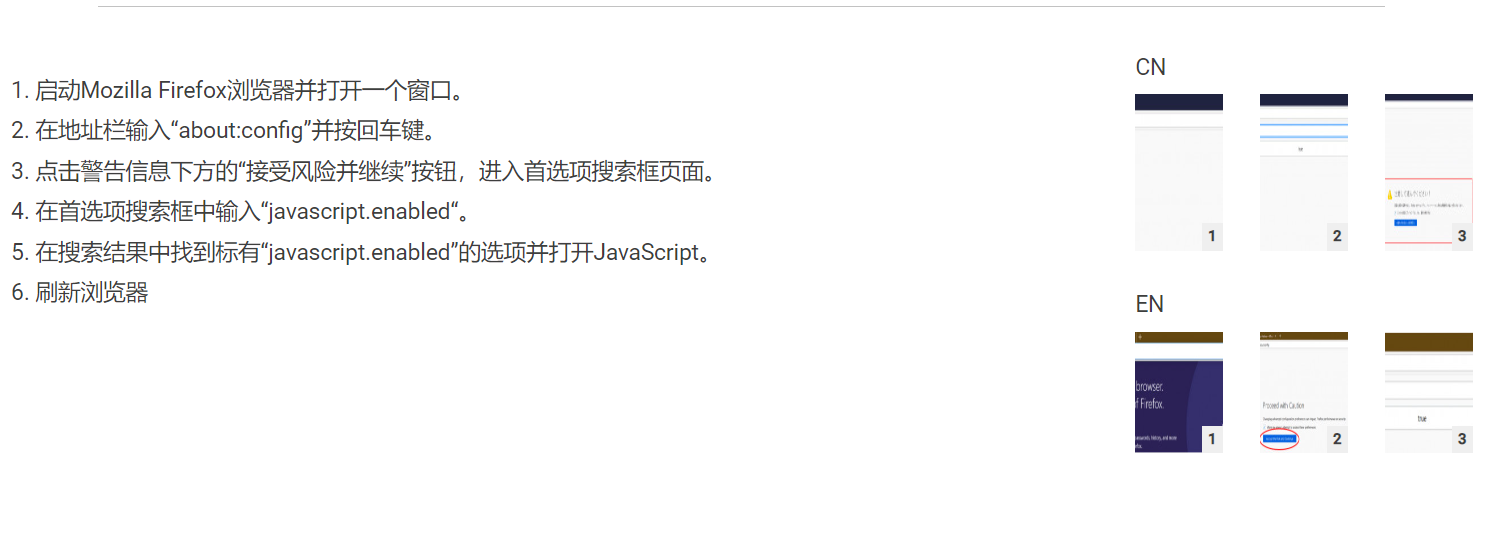 1. 启动Mozilla Firefox浏览器并打开一个窗口。
2. 在地址栏输入“about:config”并按回车键。
3. 点击警告信息下方的“接受风险并继续”按钮，进入首选项搜索框页面。
4. 在首选项搜索框中输入“javascript.enabled“。
5. 在搜索结果中找到标有“javascript.enabled”的选项并打开JavaScript。
6. 刷新浏览器
CN
true
1
2
3
EN
browser.
of Firefox.
1
Proceed with Caution
2
true
3